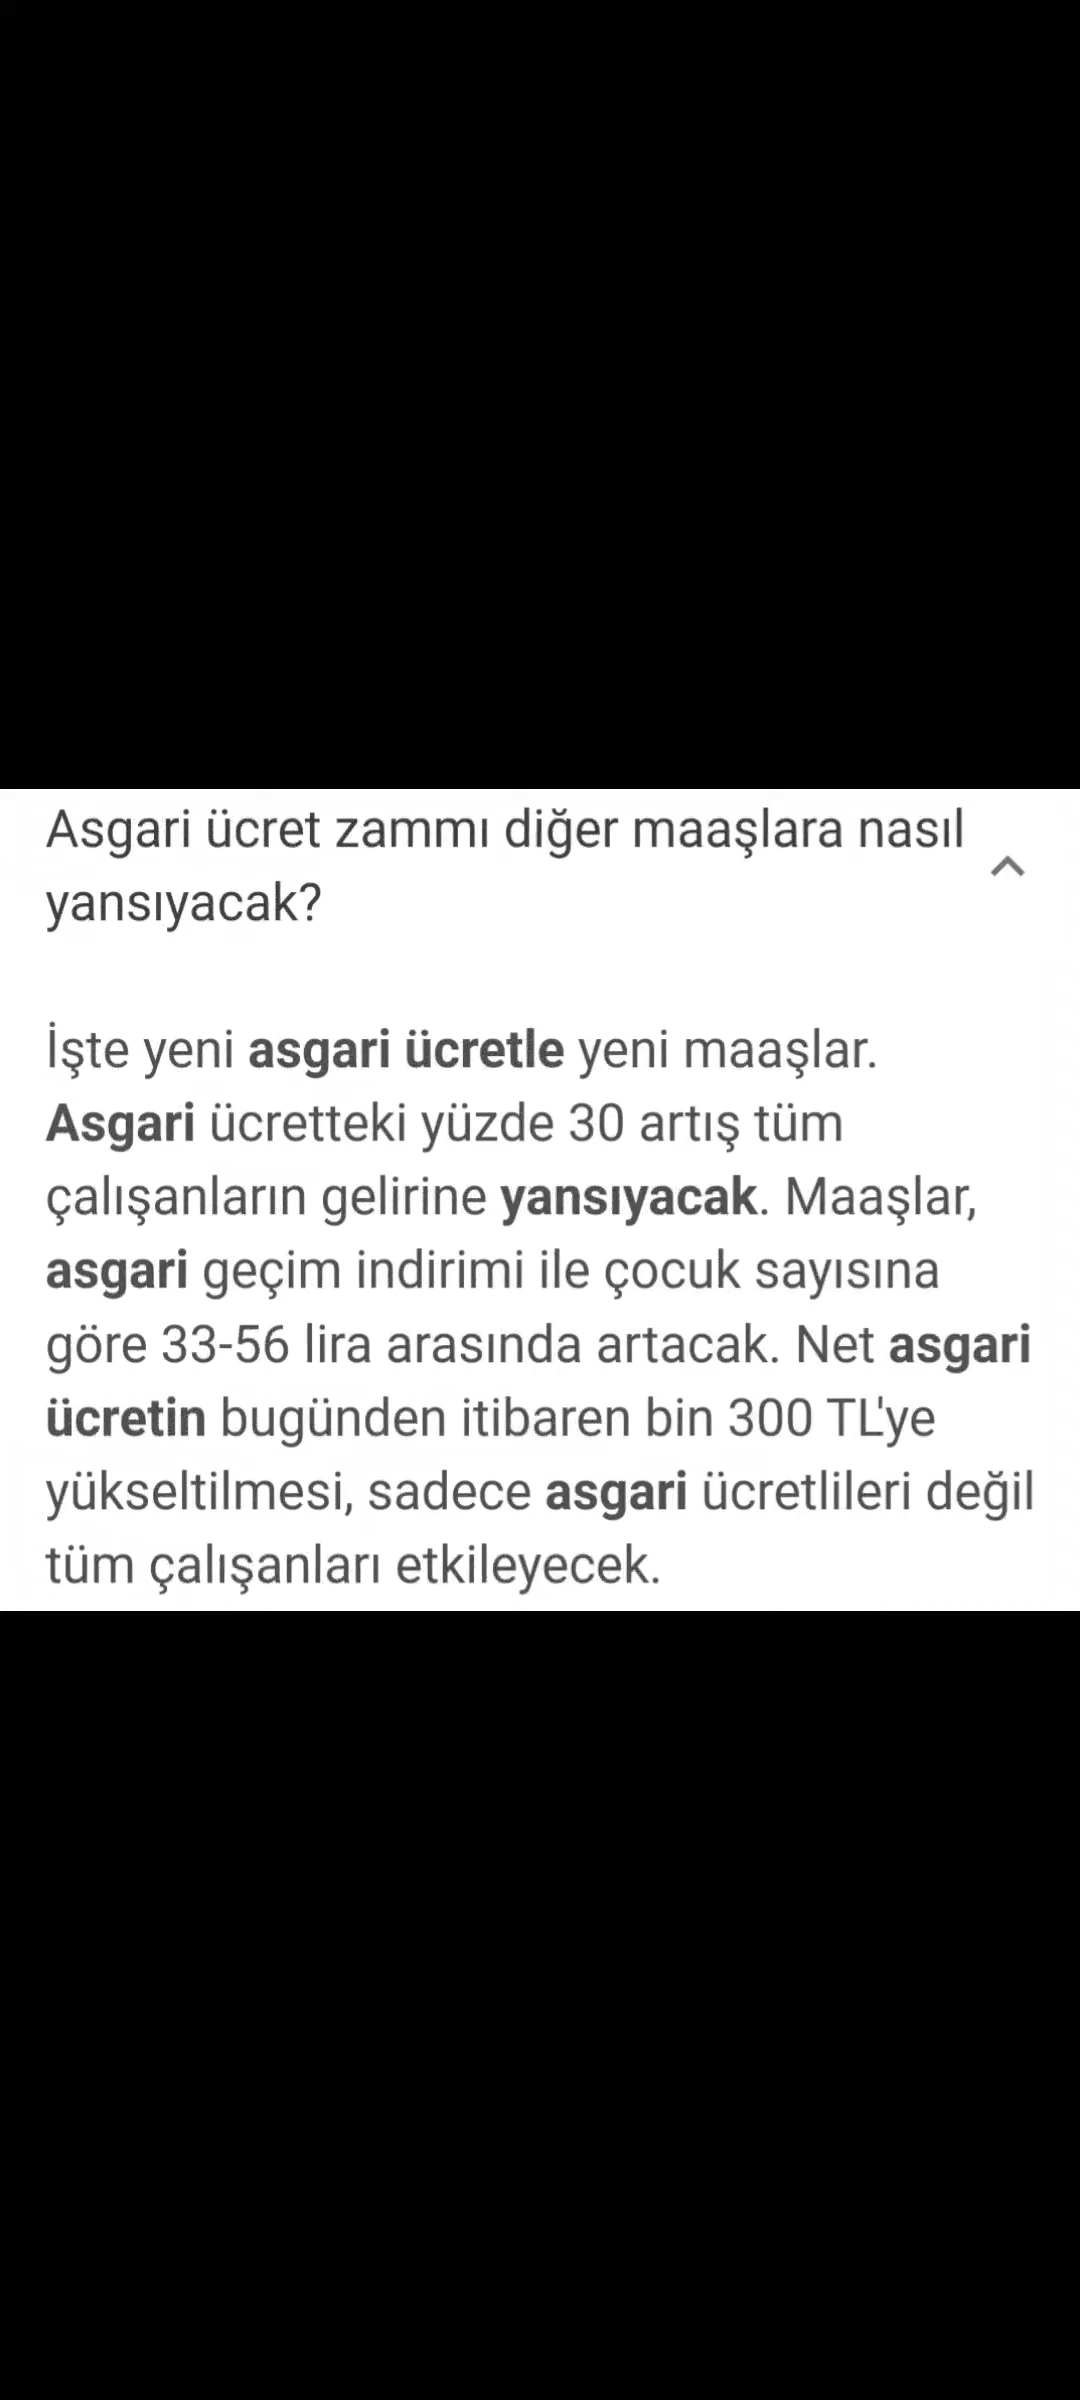 Asgari ücret zammı diğer maaşlara nasıl
yansıyacak?
İşte yeni asgari ücretle yeni maaşlar.
Asgari ücretteki yüzde 30 artış tüm
çalışanların gelirine yansıyacak. Maaşlar,
asgari geçim indirimi ile çocuk sayısına
göre 33-56 lira arasında artacak. Net asgari
ücretin bugünden itibaren bin 300 TL'ye
yükseltilmesi, sadece asgari ücretlileri değil
tüm çalışanları etkileyecek.